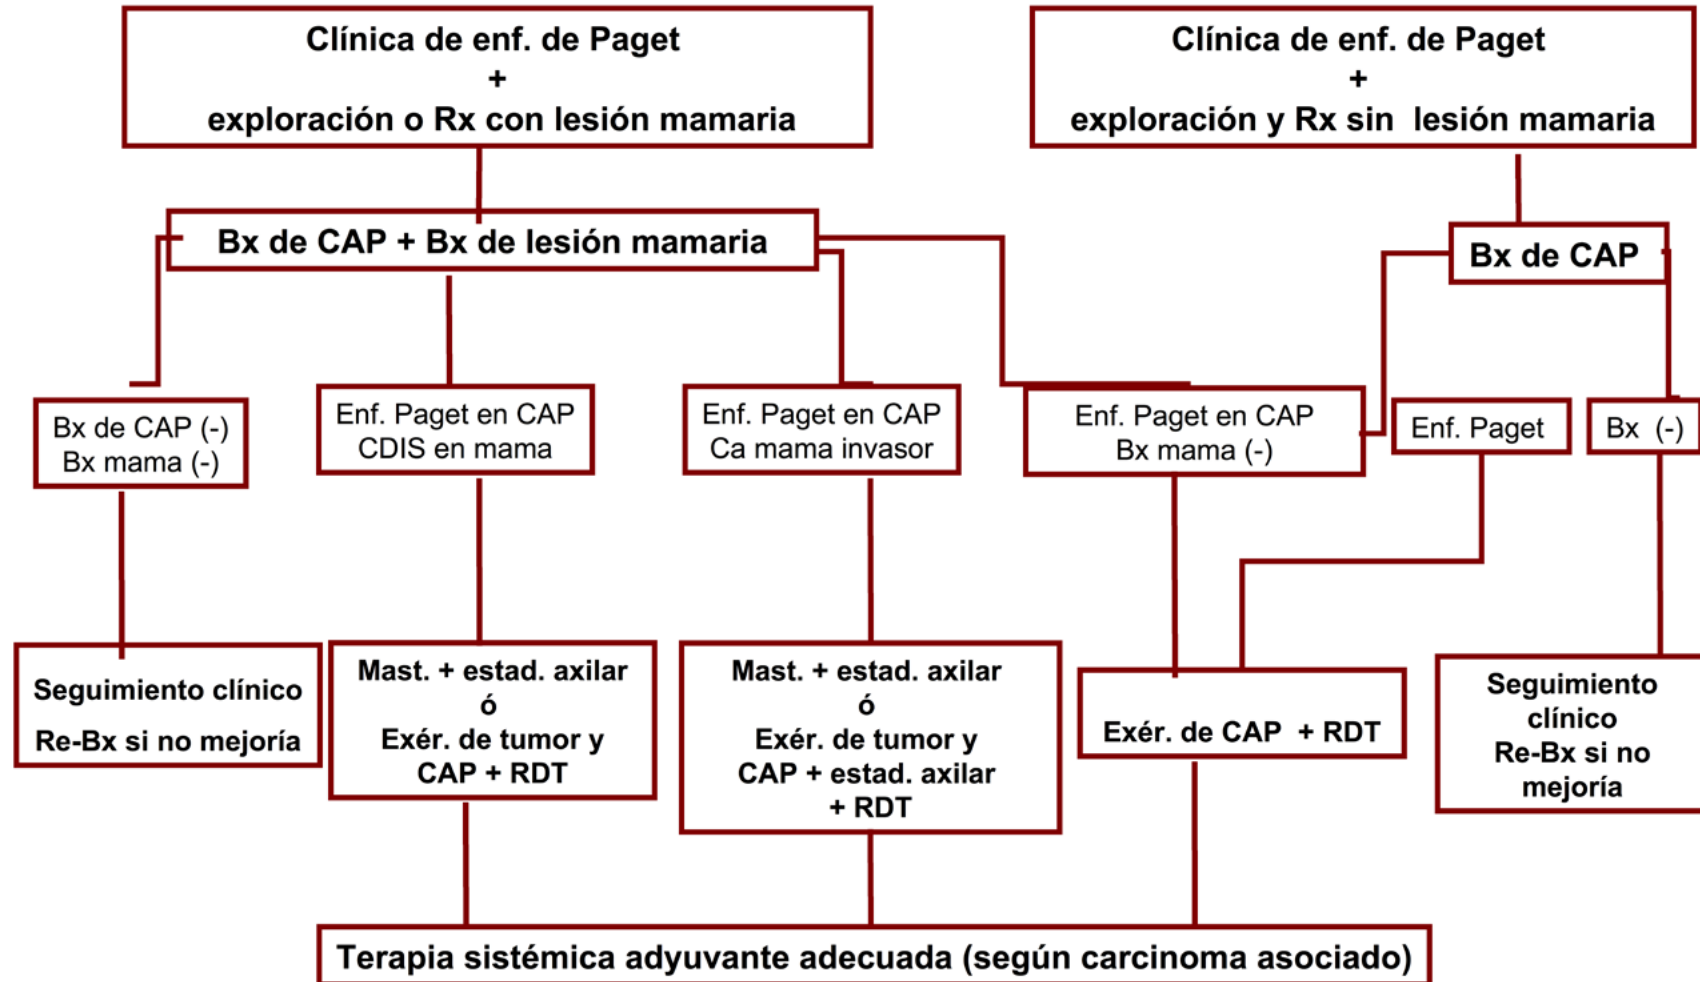 Clínica de enf. de Paget
+
exploración o Rx con lesión mamaria
Clínica de enf. de Paget
+
exploración y Rx sin lesión mamaria
Bx de CAP + Bx de lesión mamaria
Bx de CAP
Bx de CAP (-)
Bx mama (-)
Enf. Paget en CAP
CDIS en mama
Enf. Paget en CAP
Ca mama invasor
Enf. Paget en CAP
Bx mama (-)
Enf. Paget
Bx (-)
Seguimiento clínico
Re-Bx si no mejoría
Mast. + estad. axilar
ó
Exér. de tumor y
CAP + RDT
Mast. + estad. axilar
ó
Exér. de tumor y
CAP + estad. axilar
+ RDT
Exér. de CAP + RDT
Seguimiento
clínico
Re-Bx si no
mejoría
Terapia sistémica adyuvante adecuada (según carcinoma asociado)